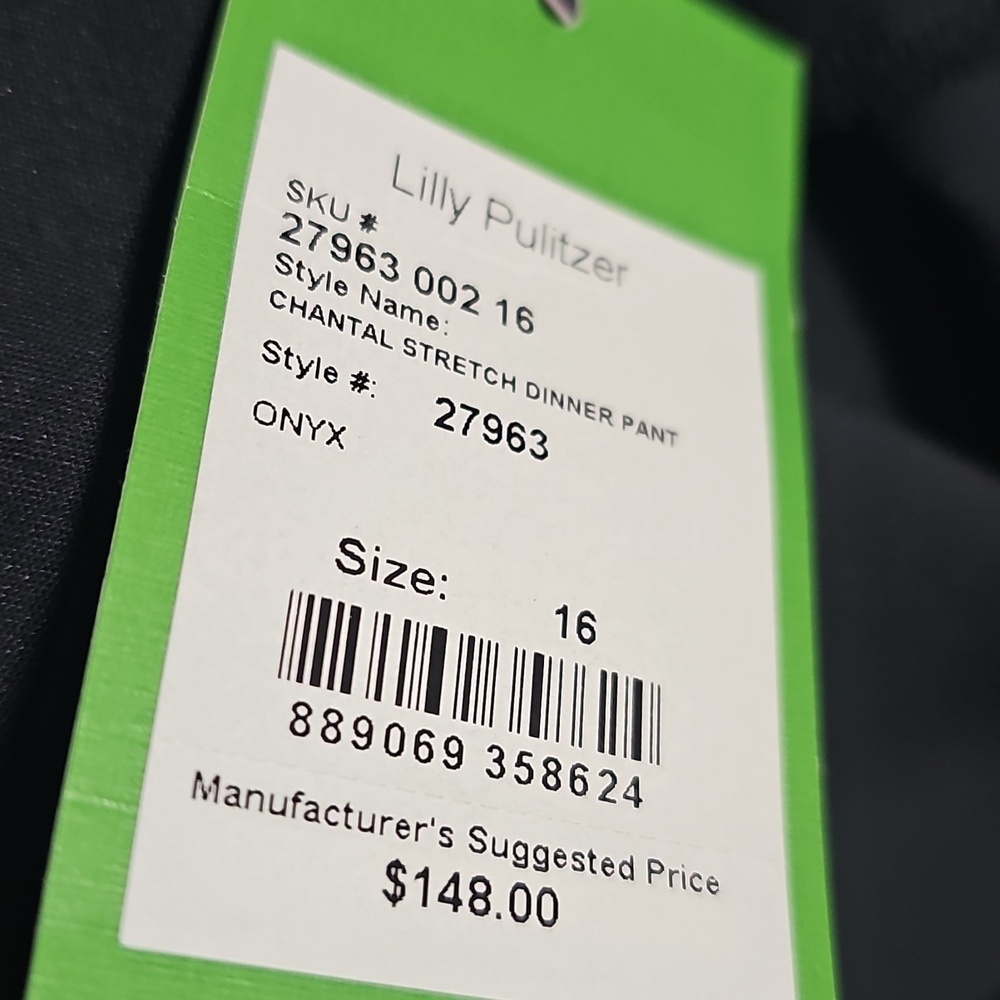 Lilly Pulitzer
SKU #
27963 002 16
Style Name:
CHANTAL STRETCH DINNER PANT
Style #: 27963
ONYX
Size: 16
889069 358624
Manufacturer's Suggested Price
$148.00